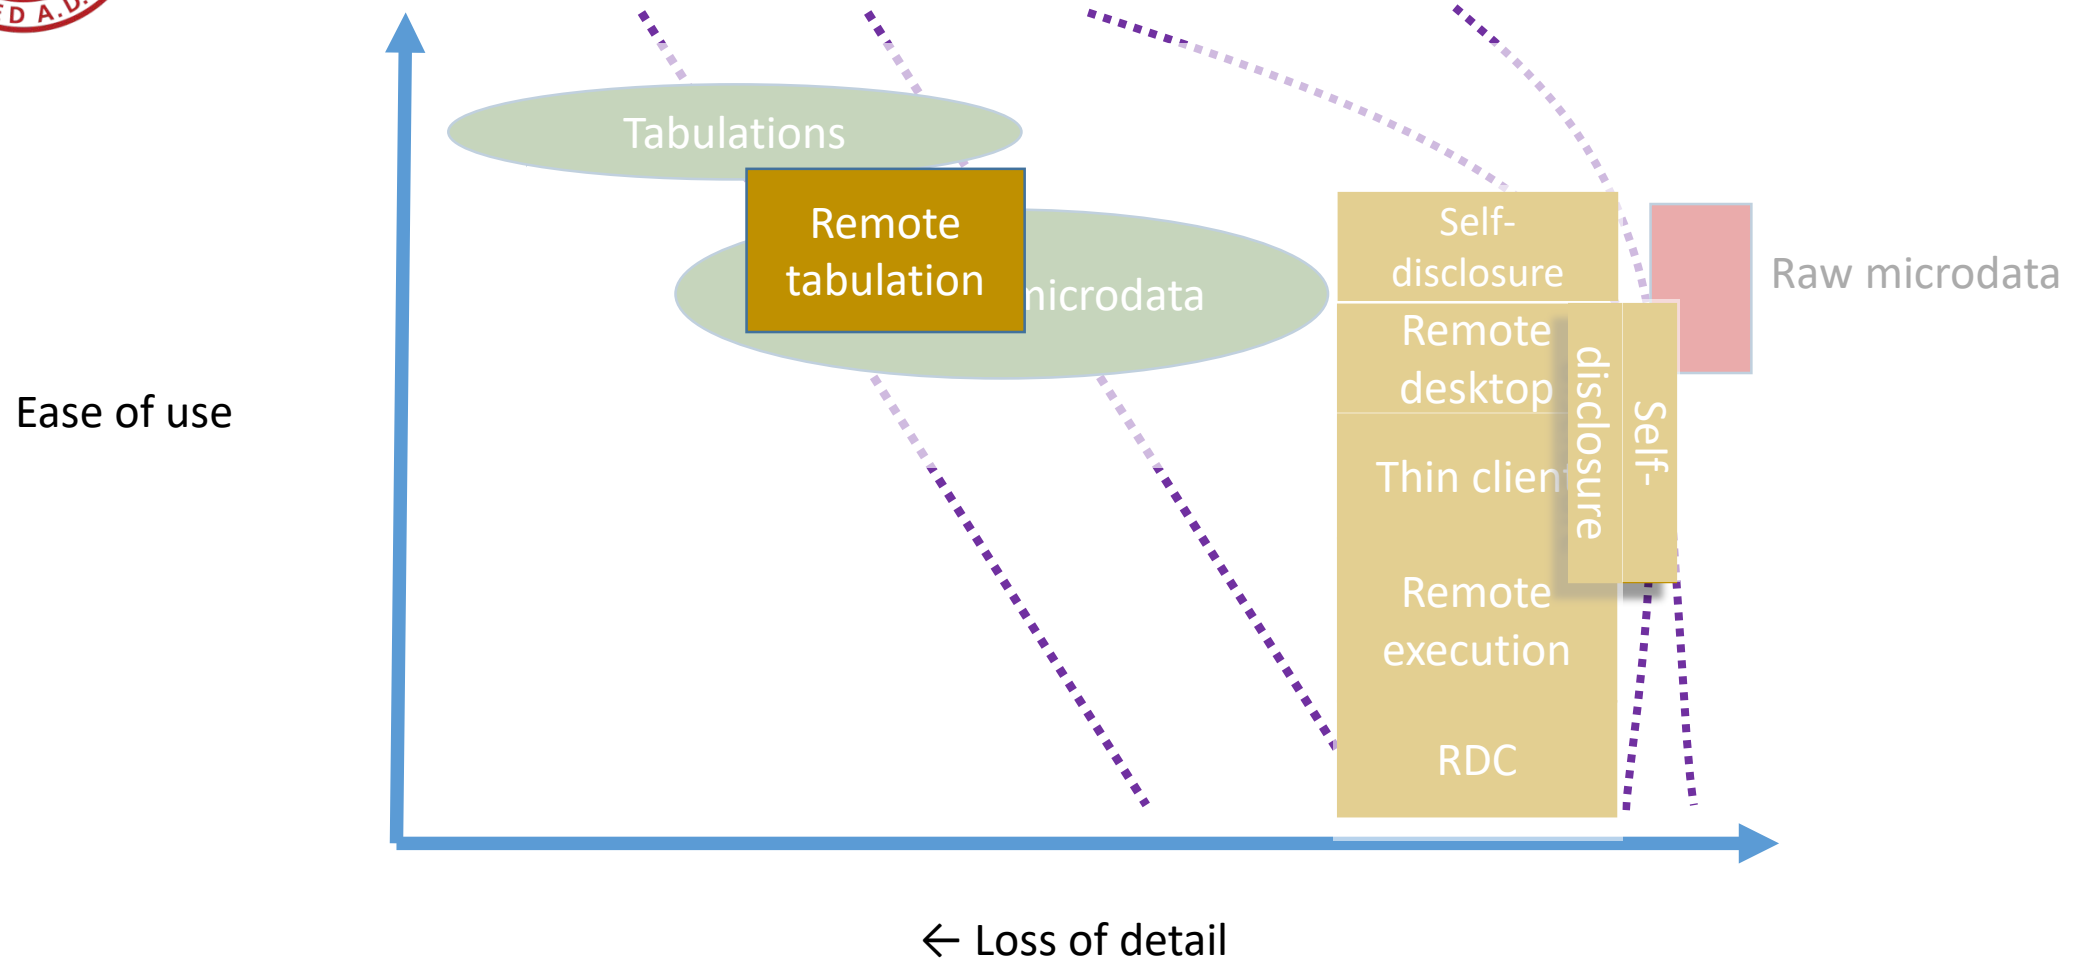 D A.D.
Tabulations
Remote
tabulation
microdata
Self-
disclosure
Remote
desktop
Thin clien
Self-
disclosure
Remote
execution
RDC
Raw microdata
Ease of use
← Loss of detail